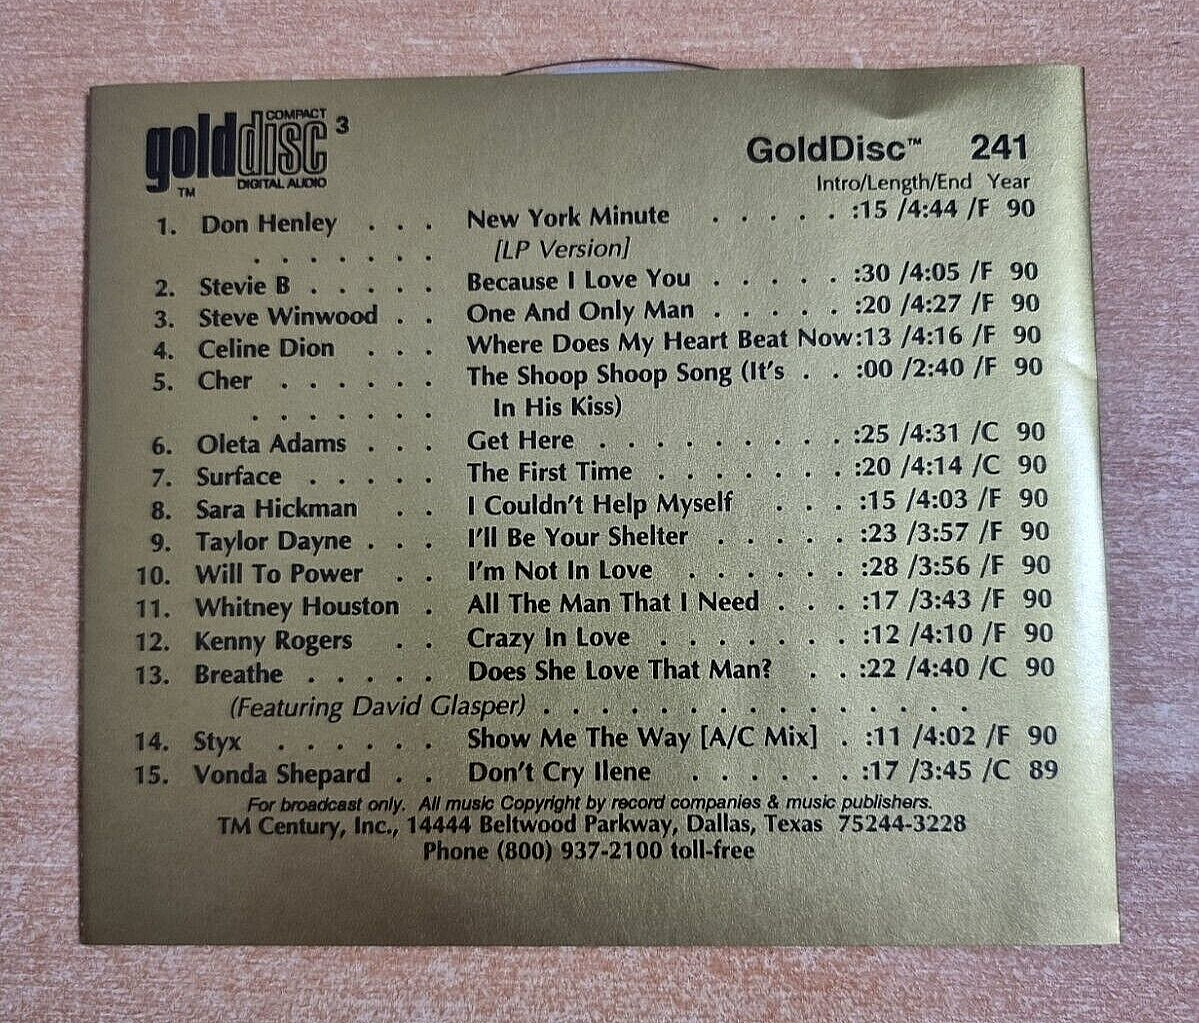 COMPACT
golddisc 3
TM DIGITAL AUDIO
GoldDisc™ 241
Intro/Length/End Year
1. Don Henley . . . New York Minute . . . . . :15 /4:44 /F 90
. . . . . . . [LP Version]
2. Stevie B . . . . . Because I Love You . . . . . :30 /4:05 /F 90
3. Steve Winwood . . One And Only Man . . . . . :20 /4:27 /F 90
4. Celine Dion . . . Where Does My Heart Beat Now:13 /4:16 /F 90
5. Cher . . . . . . The Shoop Shoop Song (It's . . :00 /2:40 /F 90
. . . . . . . In His Kiss)
6. Oleta Adams . . . Get Here . . . . . . . . . :25 /4:31 /C 90
7. Surface . . . . . The First Time . . . . . . . :20 /4:14 /C 90
8. Sara Hickman . . I Couldn't Help Myself . . . :15 /4:03 /F 90
9. Taylor Dayne . . . I'll Be Your Shelter . . . . . :23 /3:57 /F 90
10. Will To Power . . I'm Not In Love . . . . . . :28 /3:56 /F 90
11. Whitney Houston . All The Man That I Need . . . :17 /3:43 /F 90
12. Kenny Rogers . . Crazy In Love . . . . . . . :12 /4:10 /F 90
13. Breathe . . . . . Does She Love That Man? . . :22 /4:40 /C 90
(Featuring David Glasper) . . . . . . . . . . . . . . .
14. Styx . . . . . . Show Me The Way [A/C Mix] . :11 /4:02 /F 90
15. Vonda Shepard . . Don't Cry Ilene . . . . . . :17 /3:45 /C 89
For broadcast only. All music Copyright by record companies & music publishers.
TM Century, Inc., 14444 Beltwood Parkway, Dallas, Texas 75244-3228
Phone (800) 937-2100 toll-free